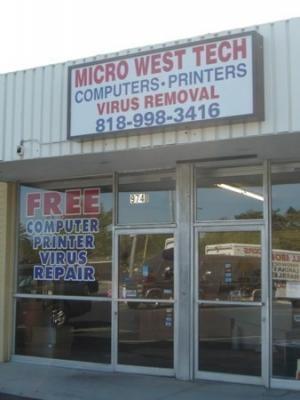 MICRO WEST TECH
COMPUTERS • PRINTERS
VIRUS REMOVAL
818-998-3416
FREE
COMPUTER
PRINTER
VIRUS
REPAIR